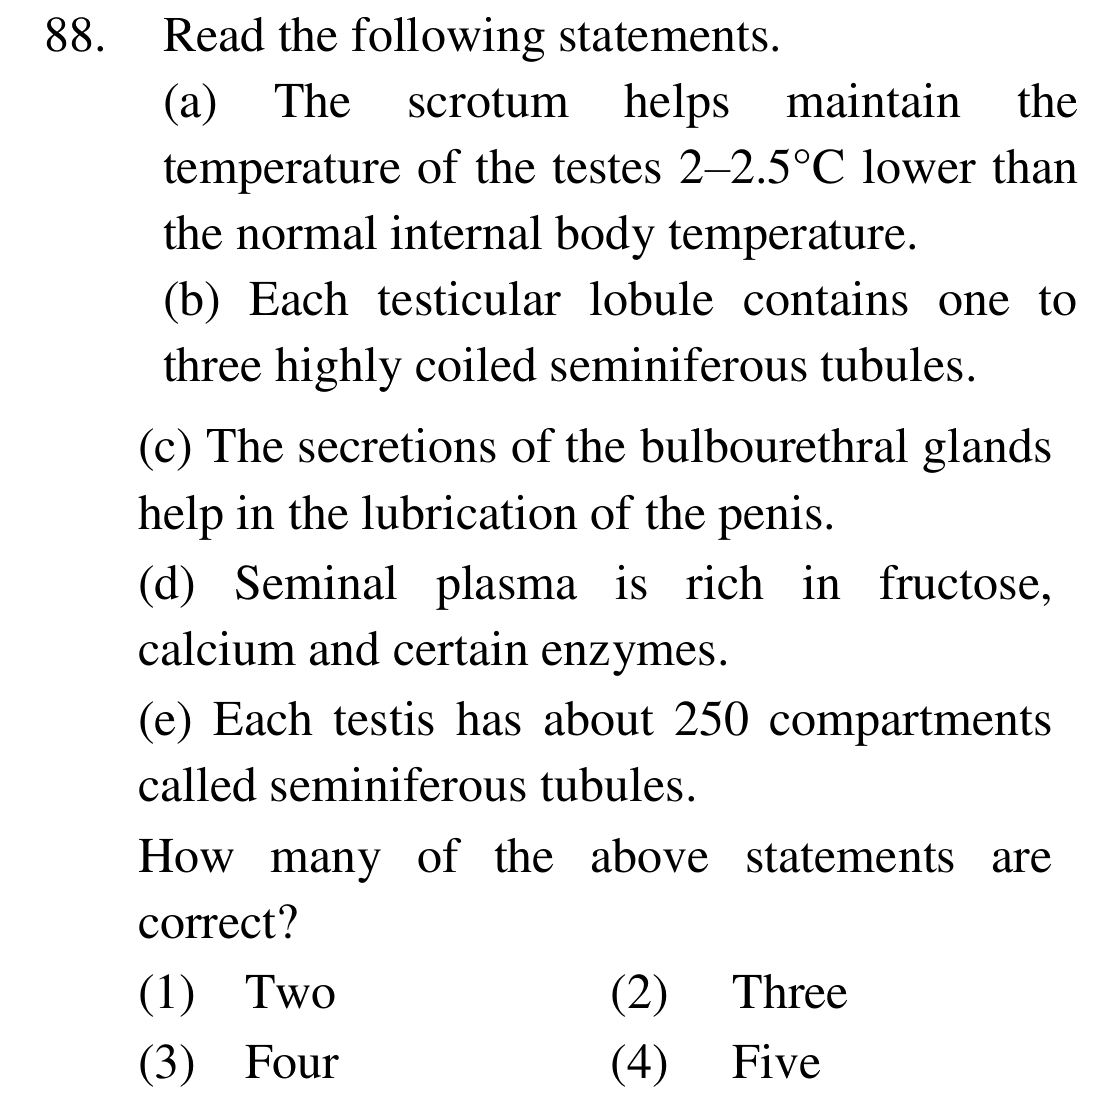 88. Read the following statements.
(a) The scrotum helps maintain the
temperature of the testes 2–2.5°C lower than
the normal internal body temperature.
(b) Each testicular lobule contains one to
three highly coiled seminiferous tubules.
(c) The secretions of the bulbourethral glands
help in the lubrication of the penis.
(d) Seminal plasma is rich in fructose,
calcium and certain enzymes.
(e) Each testis has about 250 compartments
called seminiferous tubules.
How many of the above statements are
correct?
(1) Two (2) Three
(3) Four (4) Five